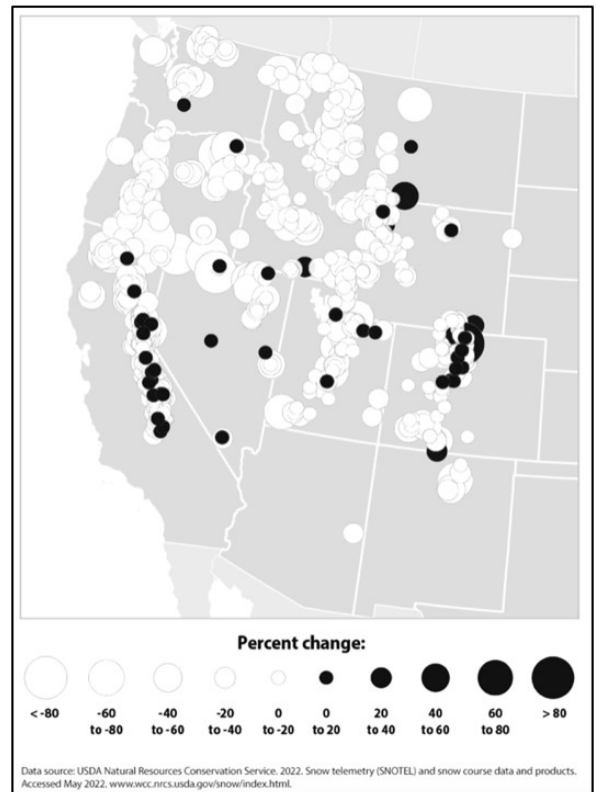 Percent change:
< -80 -60 -40 -20 0 0 20 40 60 > 80
to -80 to -60 to -40 to -20 to 20 to 40 to 60 to 80
Data source: USDA Natural Resources Conservation Service. 2022. Snow telemetry (SNOTEL) and snow course data and products.
Accessed May 2022. www.wcc.nrcs.usda.gov/snow/index.html.